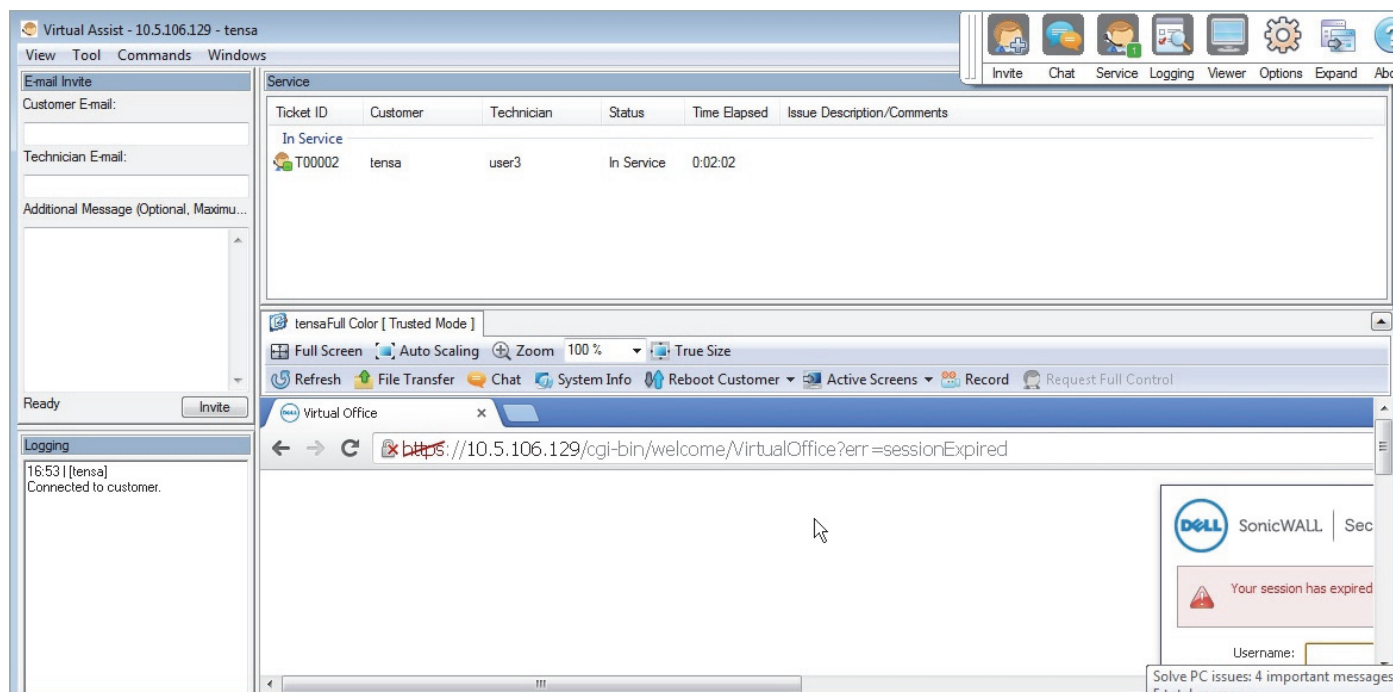 Virtual Assist - 10.5.106.129 - tensa
View Tool Commands Windows
Invite Chat Service Logging Viewer Options Expand
E-mail Invite
Customer E-mail:
Technician E-mail:
Additional Message (Optional, Maximu...
Ready Invite
Logging
16:53 | [tensa]
Connected to customer.
Service
Ticket ID Customer Technician Status Time Elapsed Issue Description/Comments
In Service
T00002 tensa user3 In Service 0:02:02
tensaFull Color [ Trusted Mode ]
Full Screen Auto Scaling Zoom 100 % True Size
Refresh File Transfer Chat System Info Reboot Customer Active Screens Record Request Full Control
DELL Virtual Office
https://10.5.106.129/cgi-bin/welcome/VirtualOffice?err=sessionExpired
DELL SonicWALL Sec
Your session has expired
Username:
Solve PC issues: 4 important messages